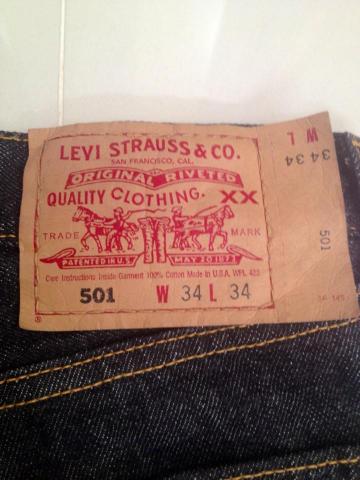 LEVI STRAUSS & CO.
SAN FRANCISCO, CAL.
ORIGINAL RIVETED
QUALITY CLOTHING. XX
TRADE MARK
PATENTED IN U.S. MAY 20 1873
Care Instructions Inside Garment 100% Cotton Made in U.S.A. WPL 423
501 W 34 L 34
W L
34 34
501